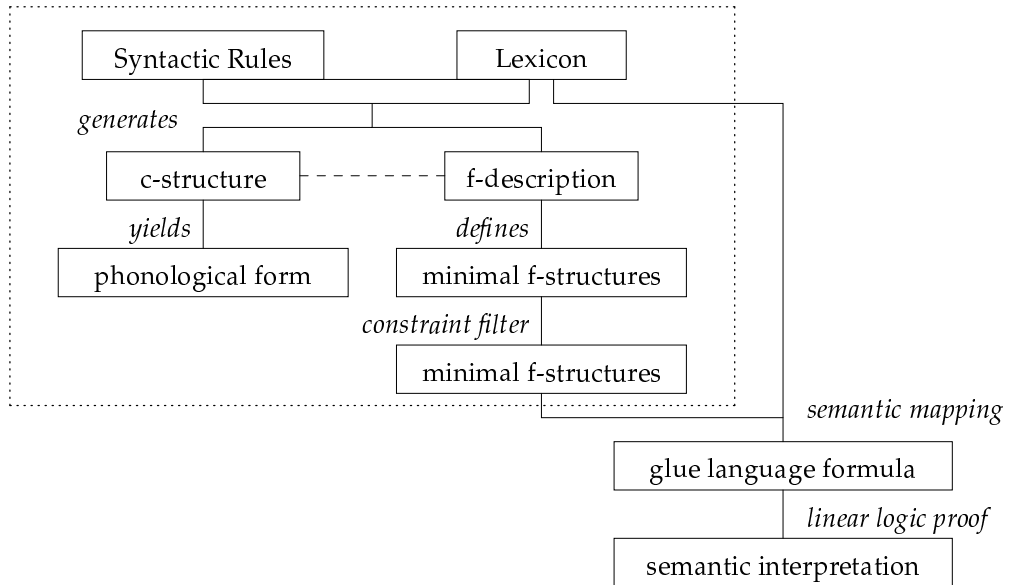 Syntactic Rules
Lexicon
generates
c-structure
f-description
yields
defines
phonological form
minimal f-structures
constraint filter
minimal f-structures
semantic mapping
glue language formula
linear logic proof
semantic interpretation